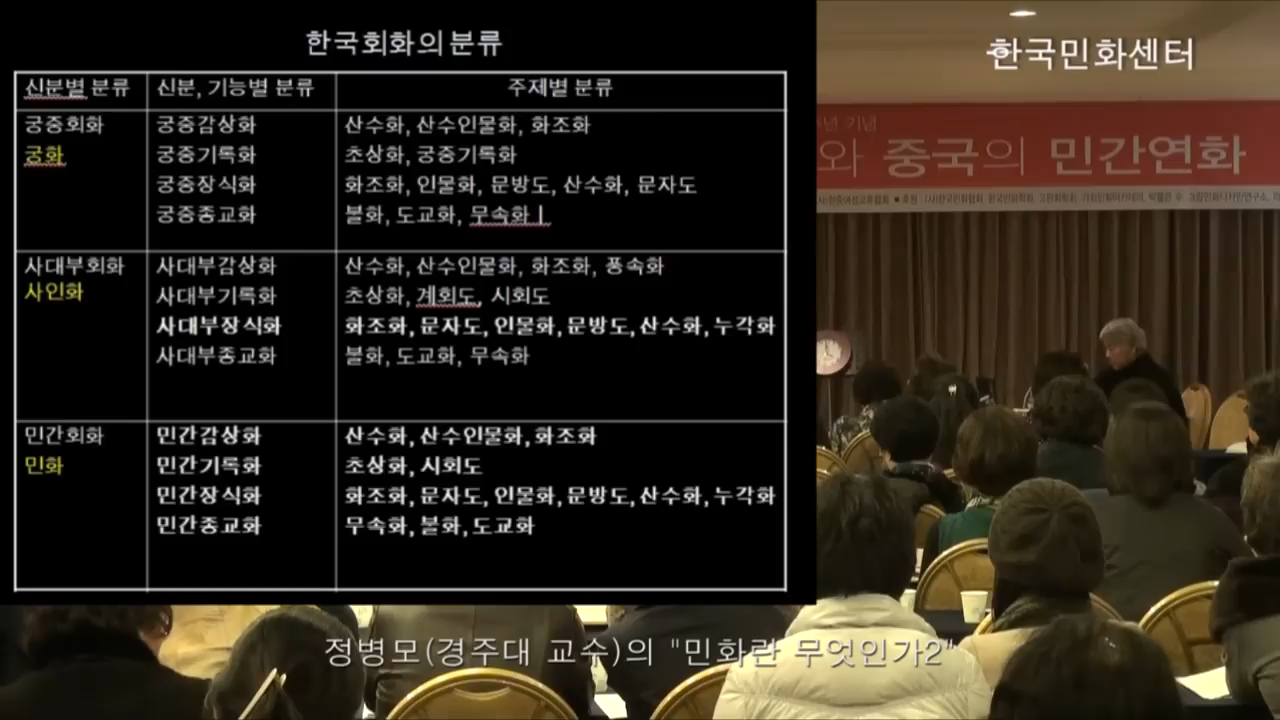 한국회화의 분류
신분별 분류 신분, 기능별 분류 주제별 분류
궁중회화 궁중감상화 산수화, 산수인물화, 화조화
궁화 궁중기록화 초상화, 궁중기록화
궁중장식화 화조화, 인물화, 문방도, 산수화, 문자도
궁중종교화 불화, 도교화, 무속화
사대부회화 사대부감상화 산수화, 산수인물화, 화조화, 풍속화
사인화 사대부기록화 초상화, 계회도, 시회도
사대부장식화 화조화, 문자도, 인물화, 문방도, 산수화, 누각화
사대부종교화 불화, 도교화, 무속화
민간회화 민간감상화 산수화, 산수인물화, 화조화
민화 민간기록화 초상화, 시회도
민간장식화 화조화, 문자도, 인물화, 문방도, 산수화, 누각화
민간종교화 무속화, 불화, 도교화
한국민화센터
년 기념
와 중국의 민간연화
정병모(경주대 교수)의 "민화란 무엇인가2"